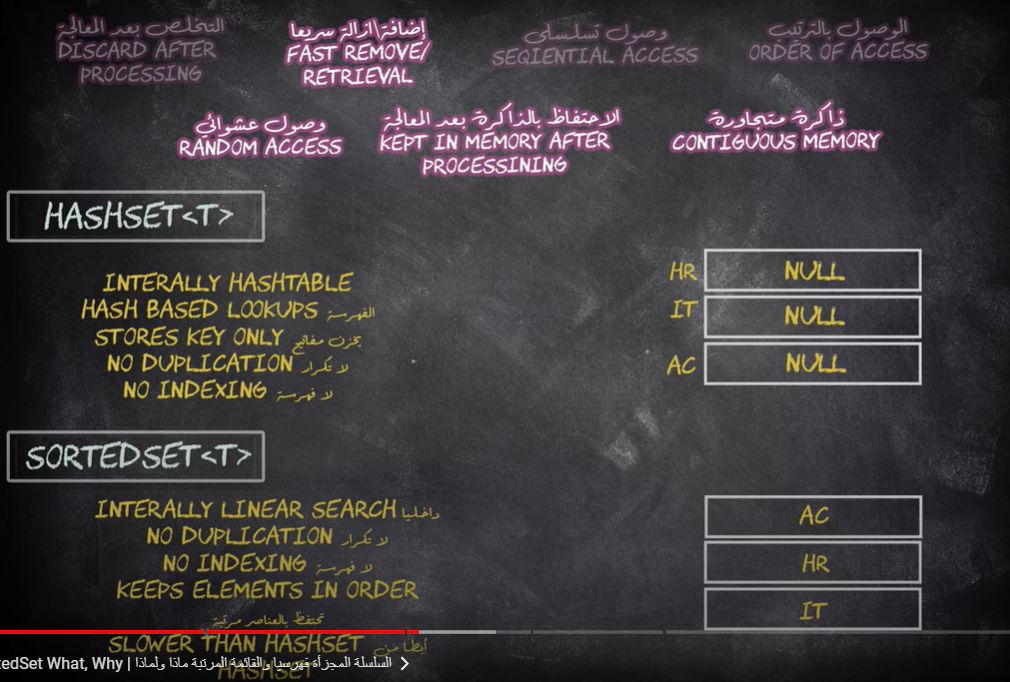 التخلص بعد المعالجة
DISCARD AFTER
PROCESSING
إضافة\ازالة سريعا
FAST REMOVE/
RETRIEVAL
وصول تسلسلي
SEQIENTIAL ACCESS
الوصول بالترتيب
ORDER OF ACCESS
وصول عشوائي
RANDOM ACCESS
الاحتفاظ بالذاكرة بعد المعالجة
KEPT IN MEMORY AFTER
PROCESSINING
ذاكرة متجاورة
CONTIGUOUS MEMORY
HASHSET<T>
INTERALLY HASHTABLE
HASH BASED LOOKUPS الفهرسة
STORES KEY ONLY يخزن مفاتيح
NO DUPLICATION لا تكرار
NO INDEXING لا فهرسة
HR NULL
IT NULL
AC NULL
SORTEDSET<T>
INTERALLY LINEAR SEARCH داخليا
NO DUPLICATION لا تكرار
NO INDEXING لا فهرسة
KEEPS ELEMENTS IN ORDER
تحتفظ بالعناصر مرتبة
SLOWER THAN HASHSET أبطأ من
HASHSET
AC
HR
IT
tedSet What, Why | السلسلة المجزأة فهرسيا والقائمة المرتبة ماذا ولماذا